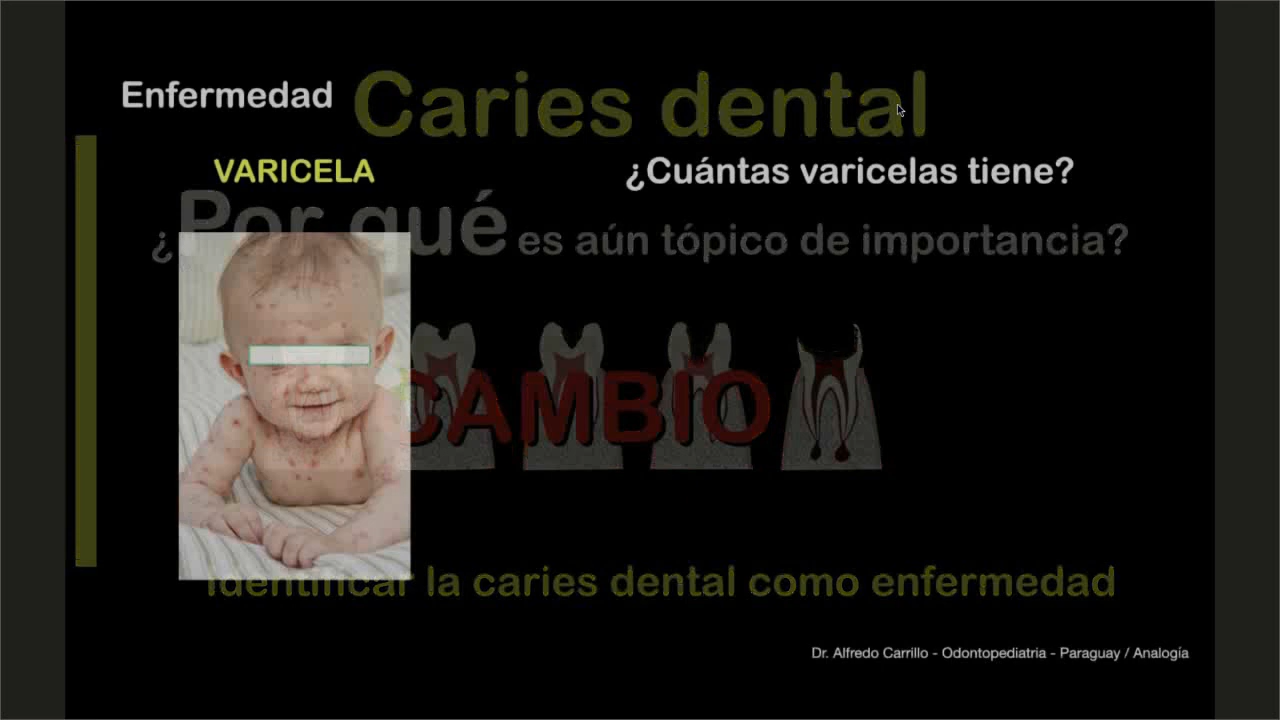 Enfermedad Caries dental
VARICELA ¿Cuántas varicelas tiene?
¿Por qué es aún tópico de importancia?
CAMBIO
Identificar la caries dental como enfermedad
Dr. Alfredo Carrillo - Odontopediatria - Paraguay / Analogía